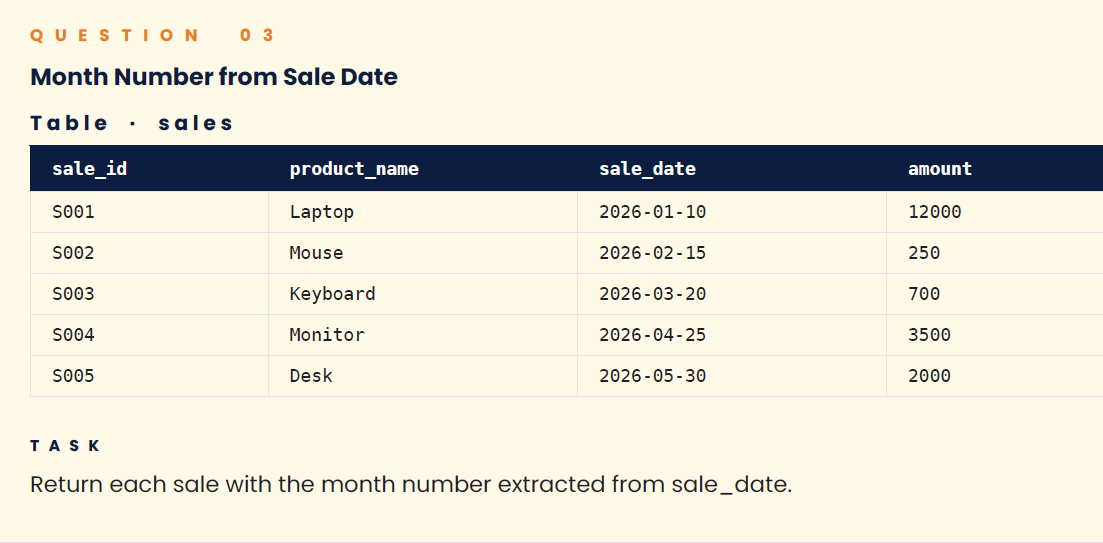 QUESTION 03
Month Number from Sale Date
Table · sales
sale_id product_name sale_date amount
S001 Laptop 2026-01-10 12000
S002 Mouse 2026-02-15 250
S003 Keyboard 2026-03-20 700
S004 Monitor 2026-04-25 3500
S005 Desk 2026-05-30 2000
TASK
Return each sale with the month number extracted from sale_date.